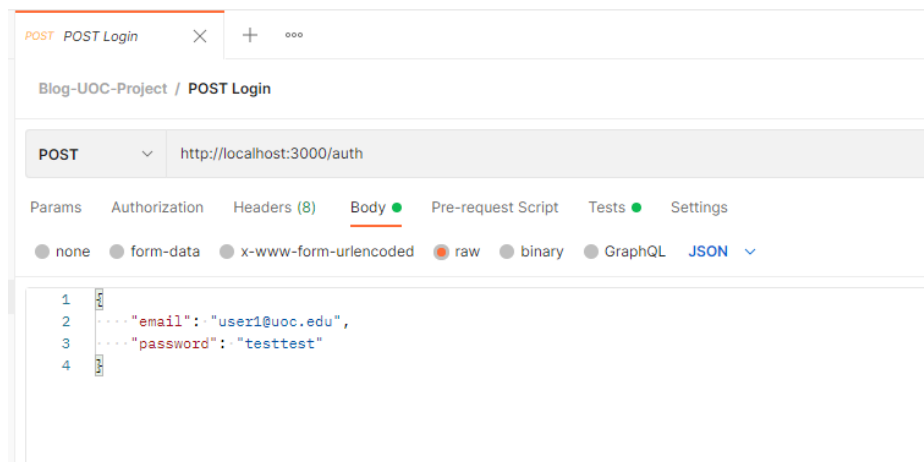 POST POST Login
Blog-UOC-Project / POST Login
POST http://localhost:3000/auth
Params Authorization Headers (8) Body Pre-request Script Tests Settings
none form-data x-www-form-urlencoded raw binary GraphQL JSON
1 {
2 "email": "user1@uoc.edu",
3 "password": "testtest"
4 }